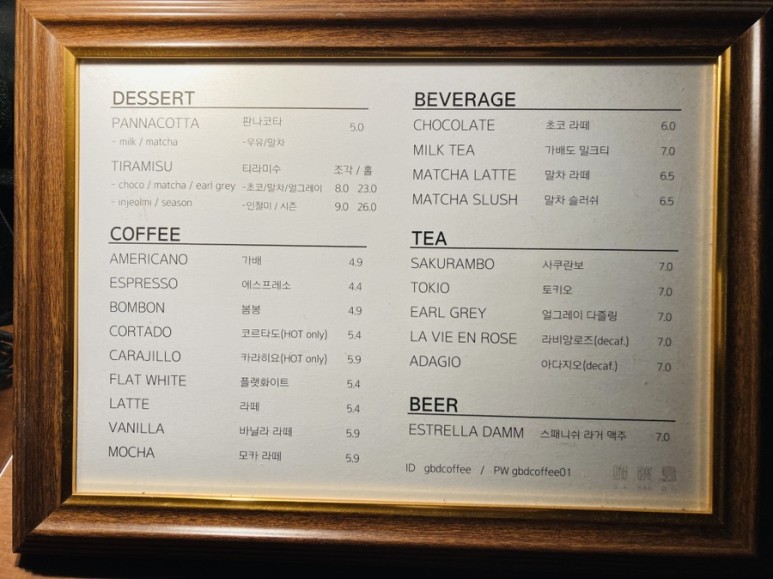 DESSERT
PANNACOTTA 판나코타 5.0
- milk / matcha -우유/말차
TIRAMISU 티라미수 조각 / 홀
- choco / matcha / earl grey -초코/말차/얼그레이 8.0 23.0
- injeolmi / season -인절미 / 시즌 9.0 26.0
COFFEE
AMERICANO 가배 4.9
ESPRESSO 에스프레소 4.4
BOMBON 봄봉 4.9
CORTADO 코르타도(HOT only) 5.4
CARAJILLO 카라히요(HOT only) 5.9
FLAT WHITE 플랫화이트 5.4
LATTE 라떼 5.4
VANILLA 바닐라 라떼 5.9
MOCHA 모카 라떼 5.9
BEVERAGE
CHOCOLATE 초코 라떼 6.0
MILK TEA 가배도 밀크티 7.0
MATCHA LATTE 말차 라떼 6.5
MATCHA SLUSH 말차 슬러쉬 6.5
TEA
SAKURAMBO 사쿠란보 7.0
TOKIO 토키오 7.0
EARL GREY 얼그레이 다즐링 7.0
LA VIE EN ROSE 라비앙로즈(decaf.) 7.0
ADAGIO 아다지오(decaf.) 7.0
BEER
ESTRELLA DAMM 스패니쉬 라거 맥주 7.0
ID gbdcoffee / PW gbdcoffee01